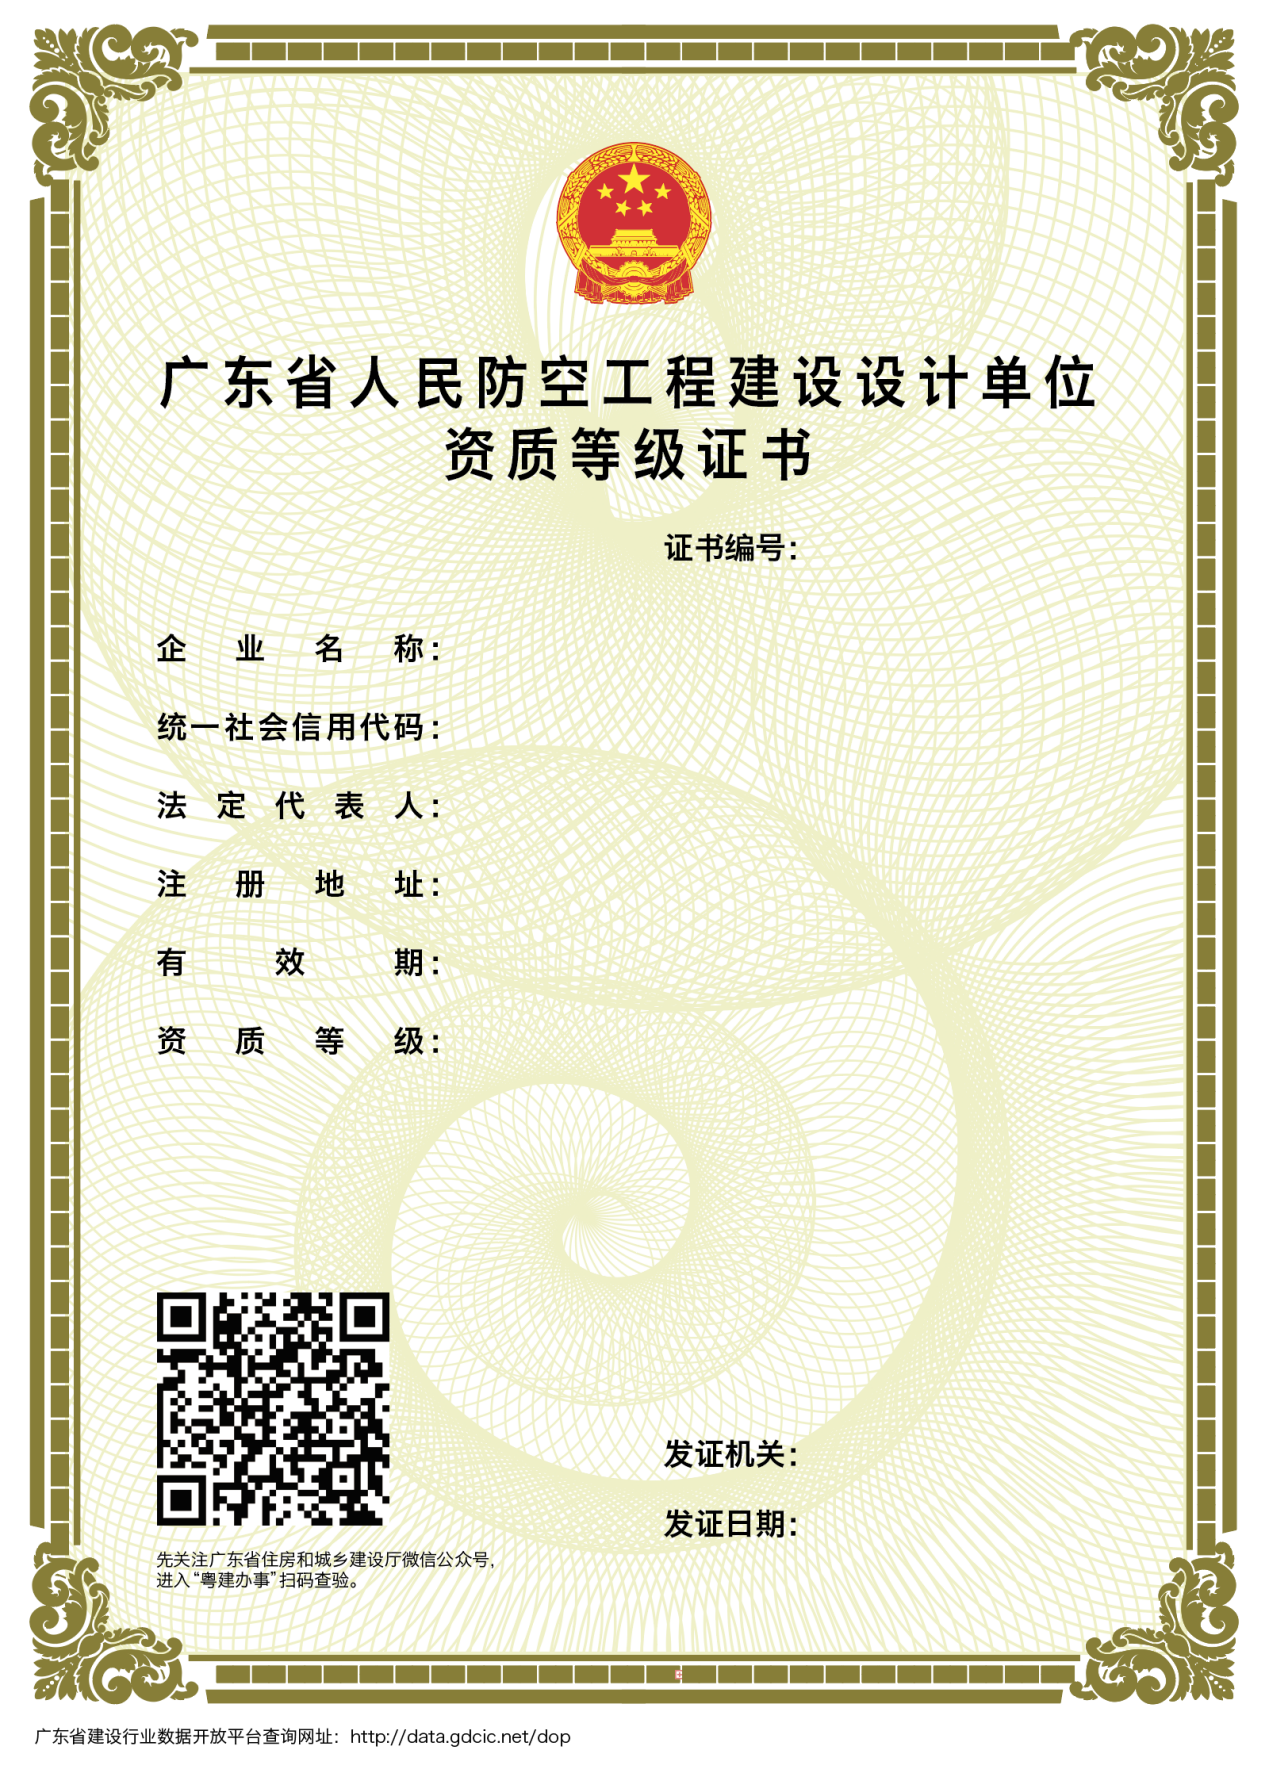 广东省人民防空工程建设设计单位
资质等级证书
证书编号：
企业名称：
统一社会信用代码：
法定代表人：
注册地址：
有效期：
资质等级：
发证机关：
发证日期：
先关注广东省住房和城乡建设厅微信公众号，
进入“粤建办事”扫码查验。
广东省建设行业数据开放平台查询网址：http://data.gdcic.net/dop